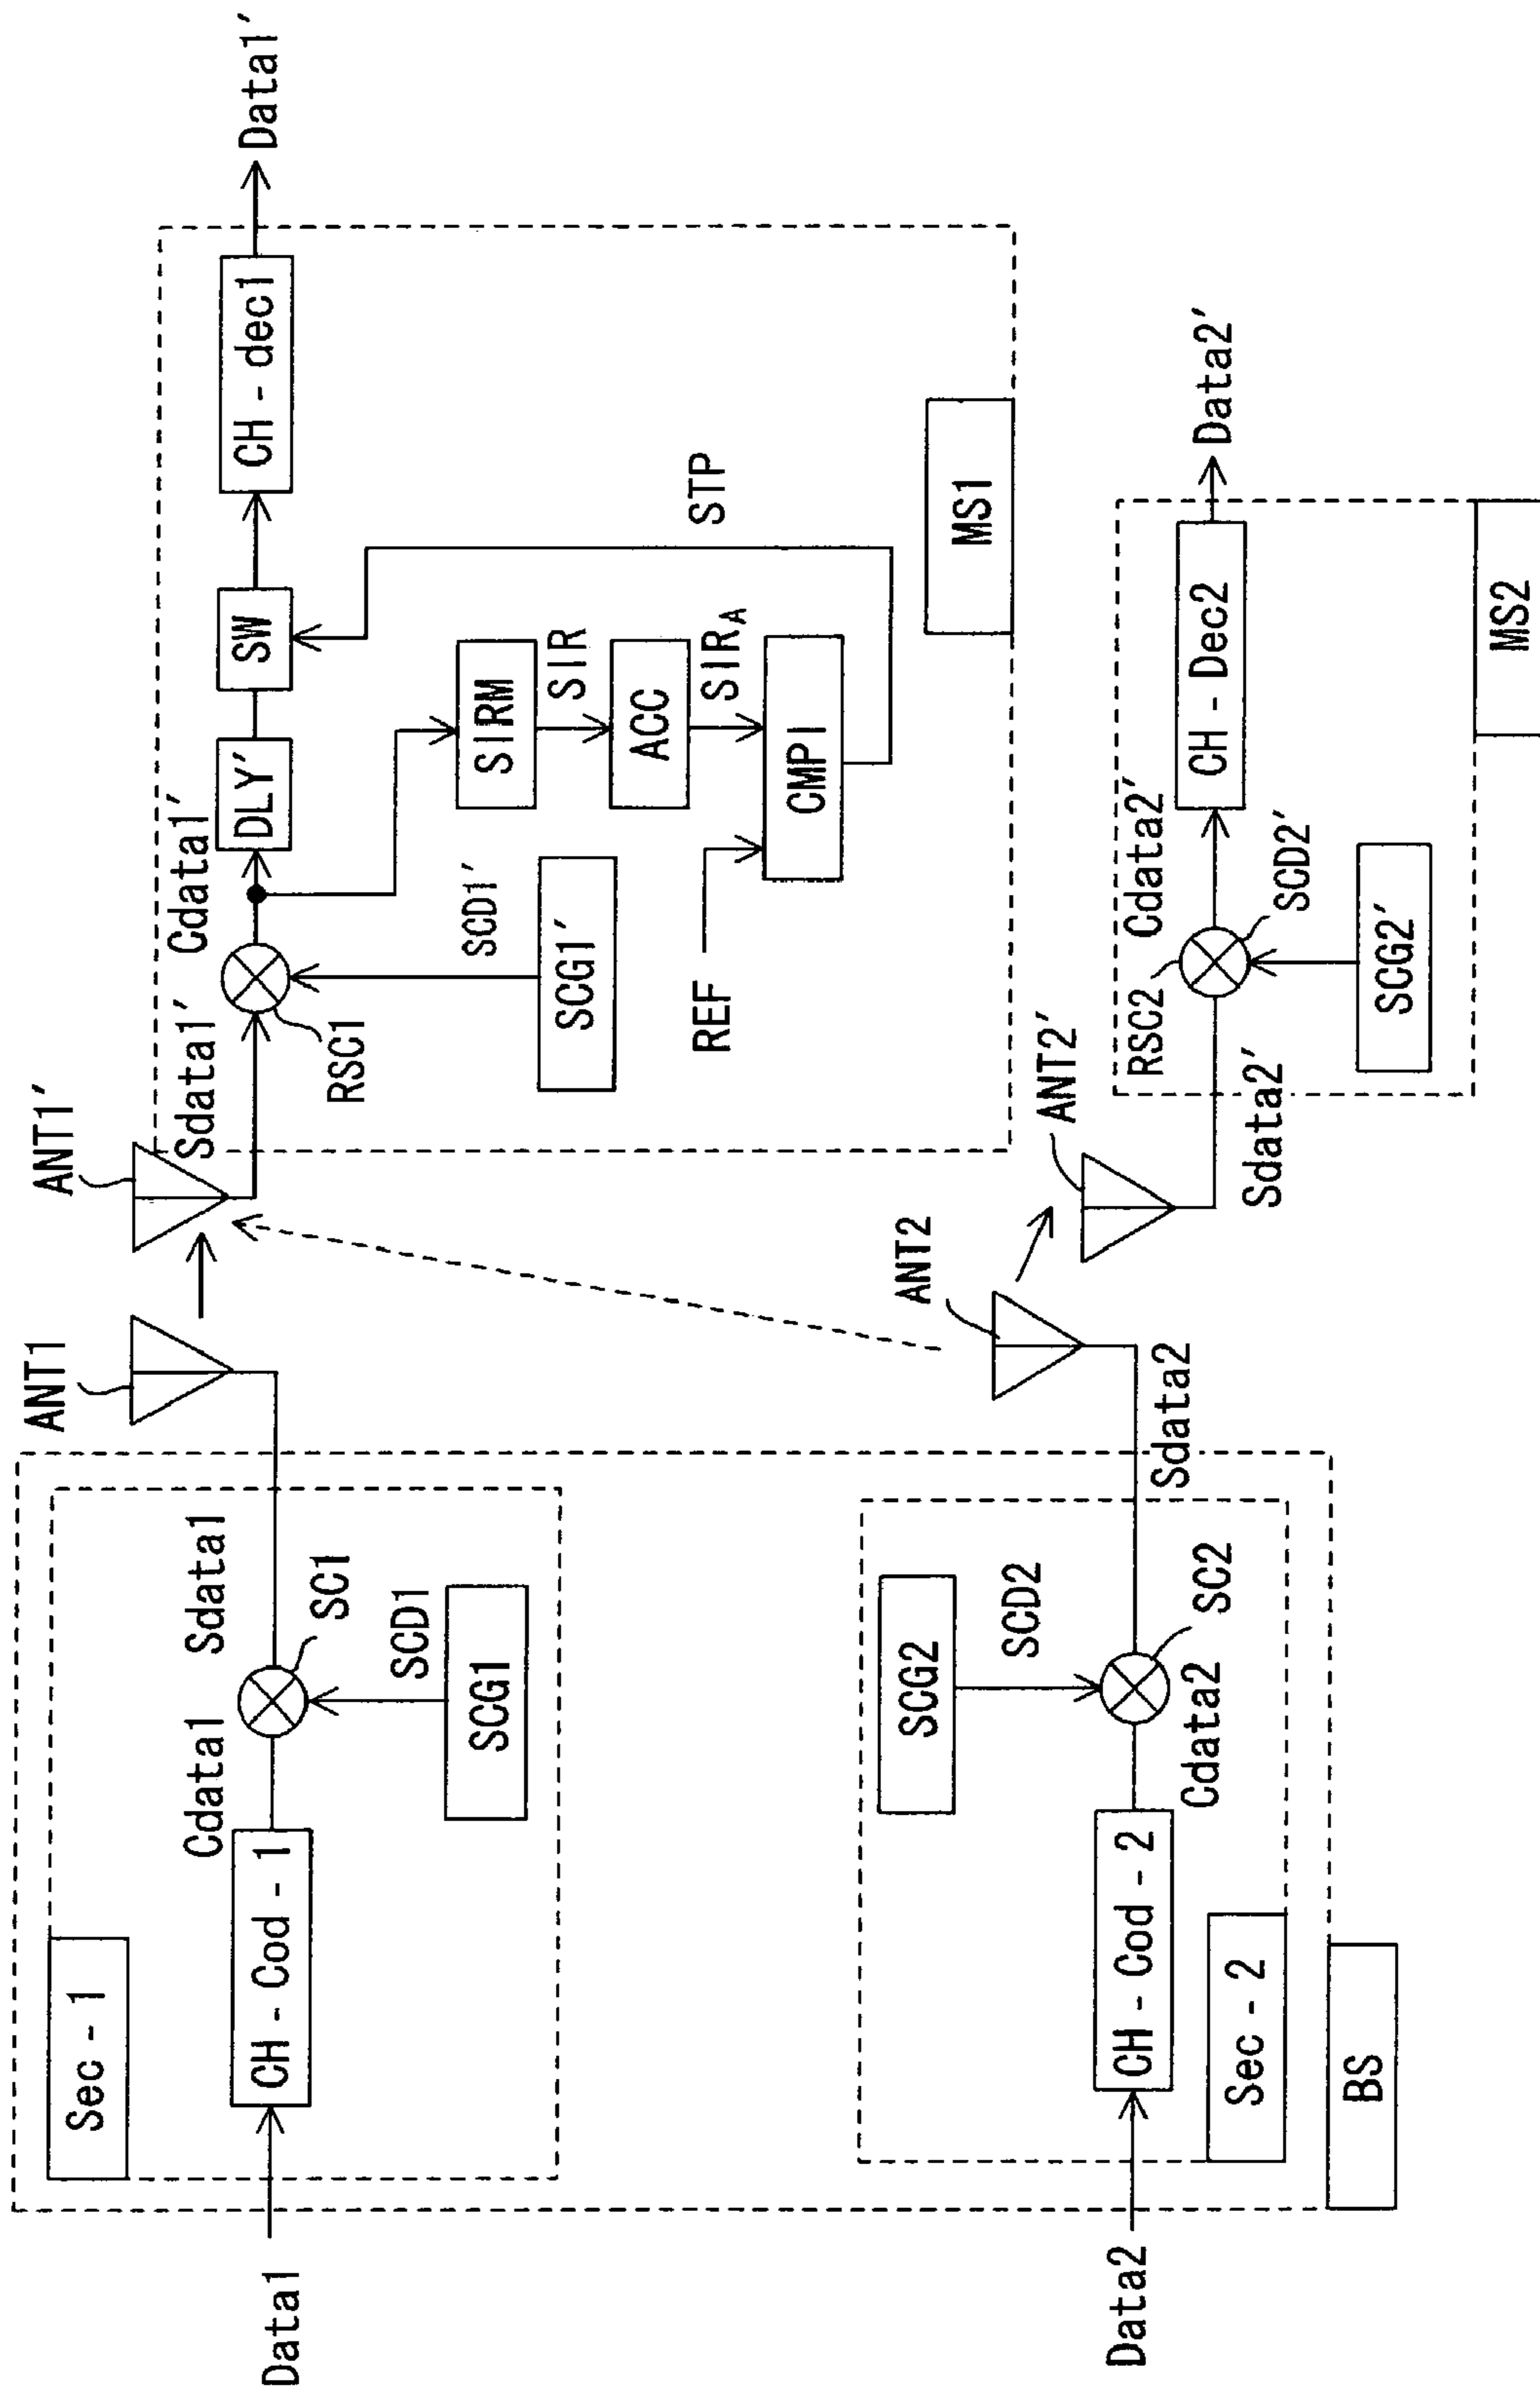 Data1
Sec - 1
CH - Cod - 1
Cdata1
Sdata1
SC1
SCD1
SCG1
ANT1
ANT1′
Sdata1′
RSC1
Cdata1′
SCD1′
SCG1′
DLY′
SW
CH - dec1
Data1′
SIRM
SIR
ACC
SIRA
CMPI
REF
STP
MS1
Data2
BS
Sec - 2
CH - Cod - 2
Cdata2
SCG2
SCD2
SC2
Sdata2
ANT2
ANT2′
Sdata2′
RSC2
Cdata2′
SCD2′
SCG2′
CH - Dec2
Data2′
MS2